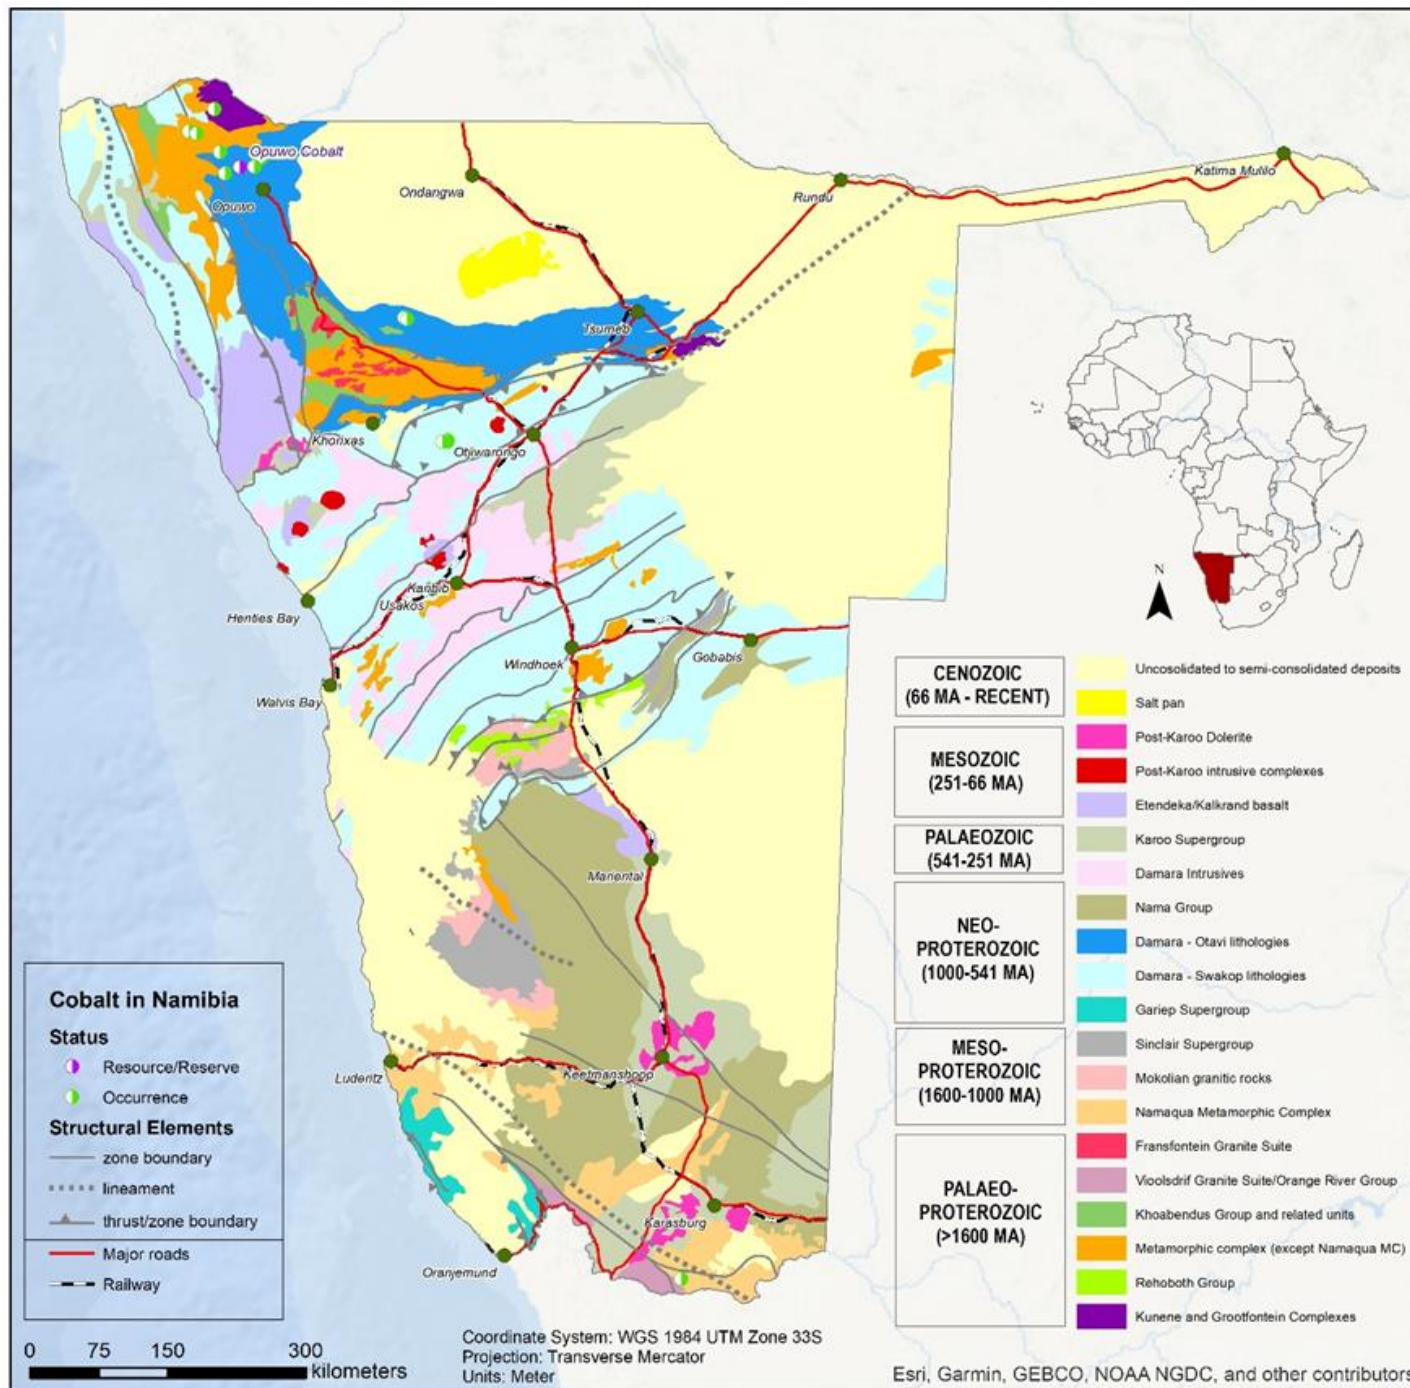 Opuwo Cobalt
Opuwo
Ondangwa
Rundu
Katima Mulilo
Tsumeb
Khorixas
Otjiwarongo
Karibib
Usakos
Henties Bay
Windhoek
Gobabis
Walvis Bay
Mariental
Luderitz
Keetmanshopp
Karasburg
Oranjemund
N
CENOZOIC
(66 MA - RECENT)
MESOZOIC
(251-66 MA)
PALAEOZOIC
(541-251 MA)
NEO-
PROTEROZOIC
(1000-541 MA)
MESO-
PROTEROZOIC
(1600-1000 MA)
PALAEO-
PROTEROZOIC
(>1600 MA)
Uncosolidated to semi-consolidated deposits
Salt pan
Post-Karoo Dolerite
Post-Karoo intrusive complexes
Etendeka/Kalkrand basalt
Karoo Supergroup
Damara Intrusives
Nama Group
Damara - Otavi lithologies
Damara - Swakop lithologies
Gariep Supergroup
Sinclair Supergroup
Mokolian granitic rocks
Namaqua Metamorphic Complex
Fransfontein Granite Suite
Vioolsdrif Granite Suite/Orange River Group
Khoabendus Group and related units
Metamorphic complex (except Namaqua MC)
Rehoboth Group
Kunene and Grootfontein Complexes
Cobalt in Namibia
Status
Resource/Reserve
Occurrence
Structural Elements
zone boundary
lineament
thrust/zone boundary
Major roads
Railway
0 75 150 300
kilometers
Coordinate System: WGS 1984 UTM Zone 33S
Projection: Transverse Mercator
Units: Meter
Esri, Garmin, GEBCO, NOAA NGDC, and other contributors